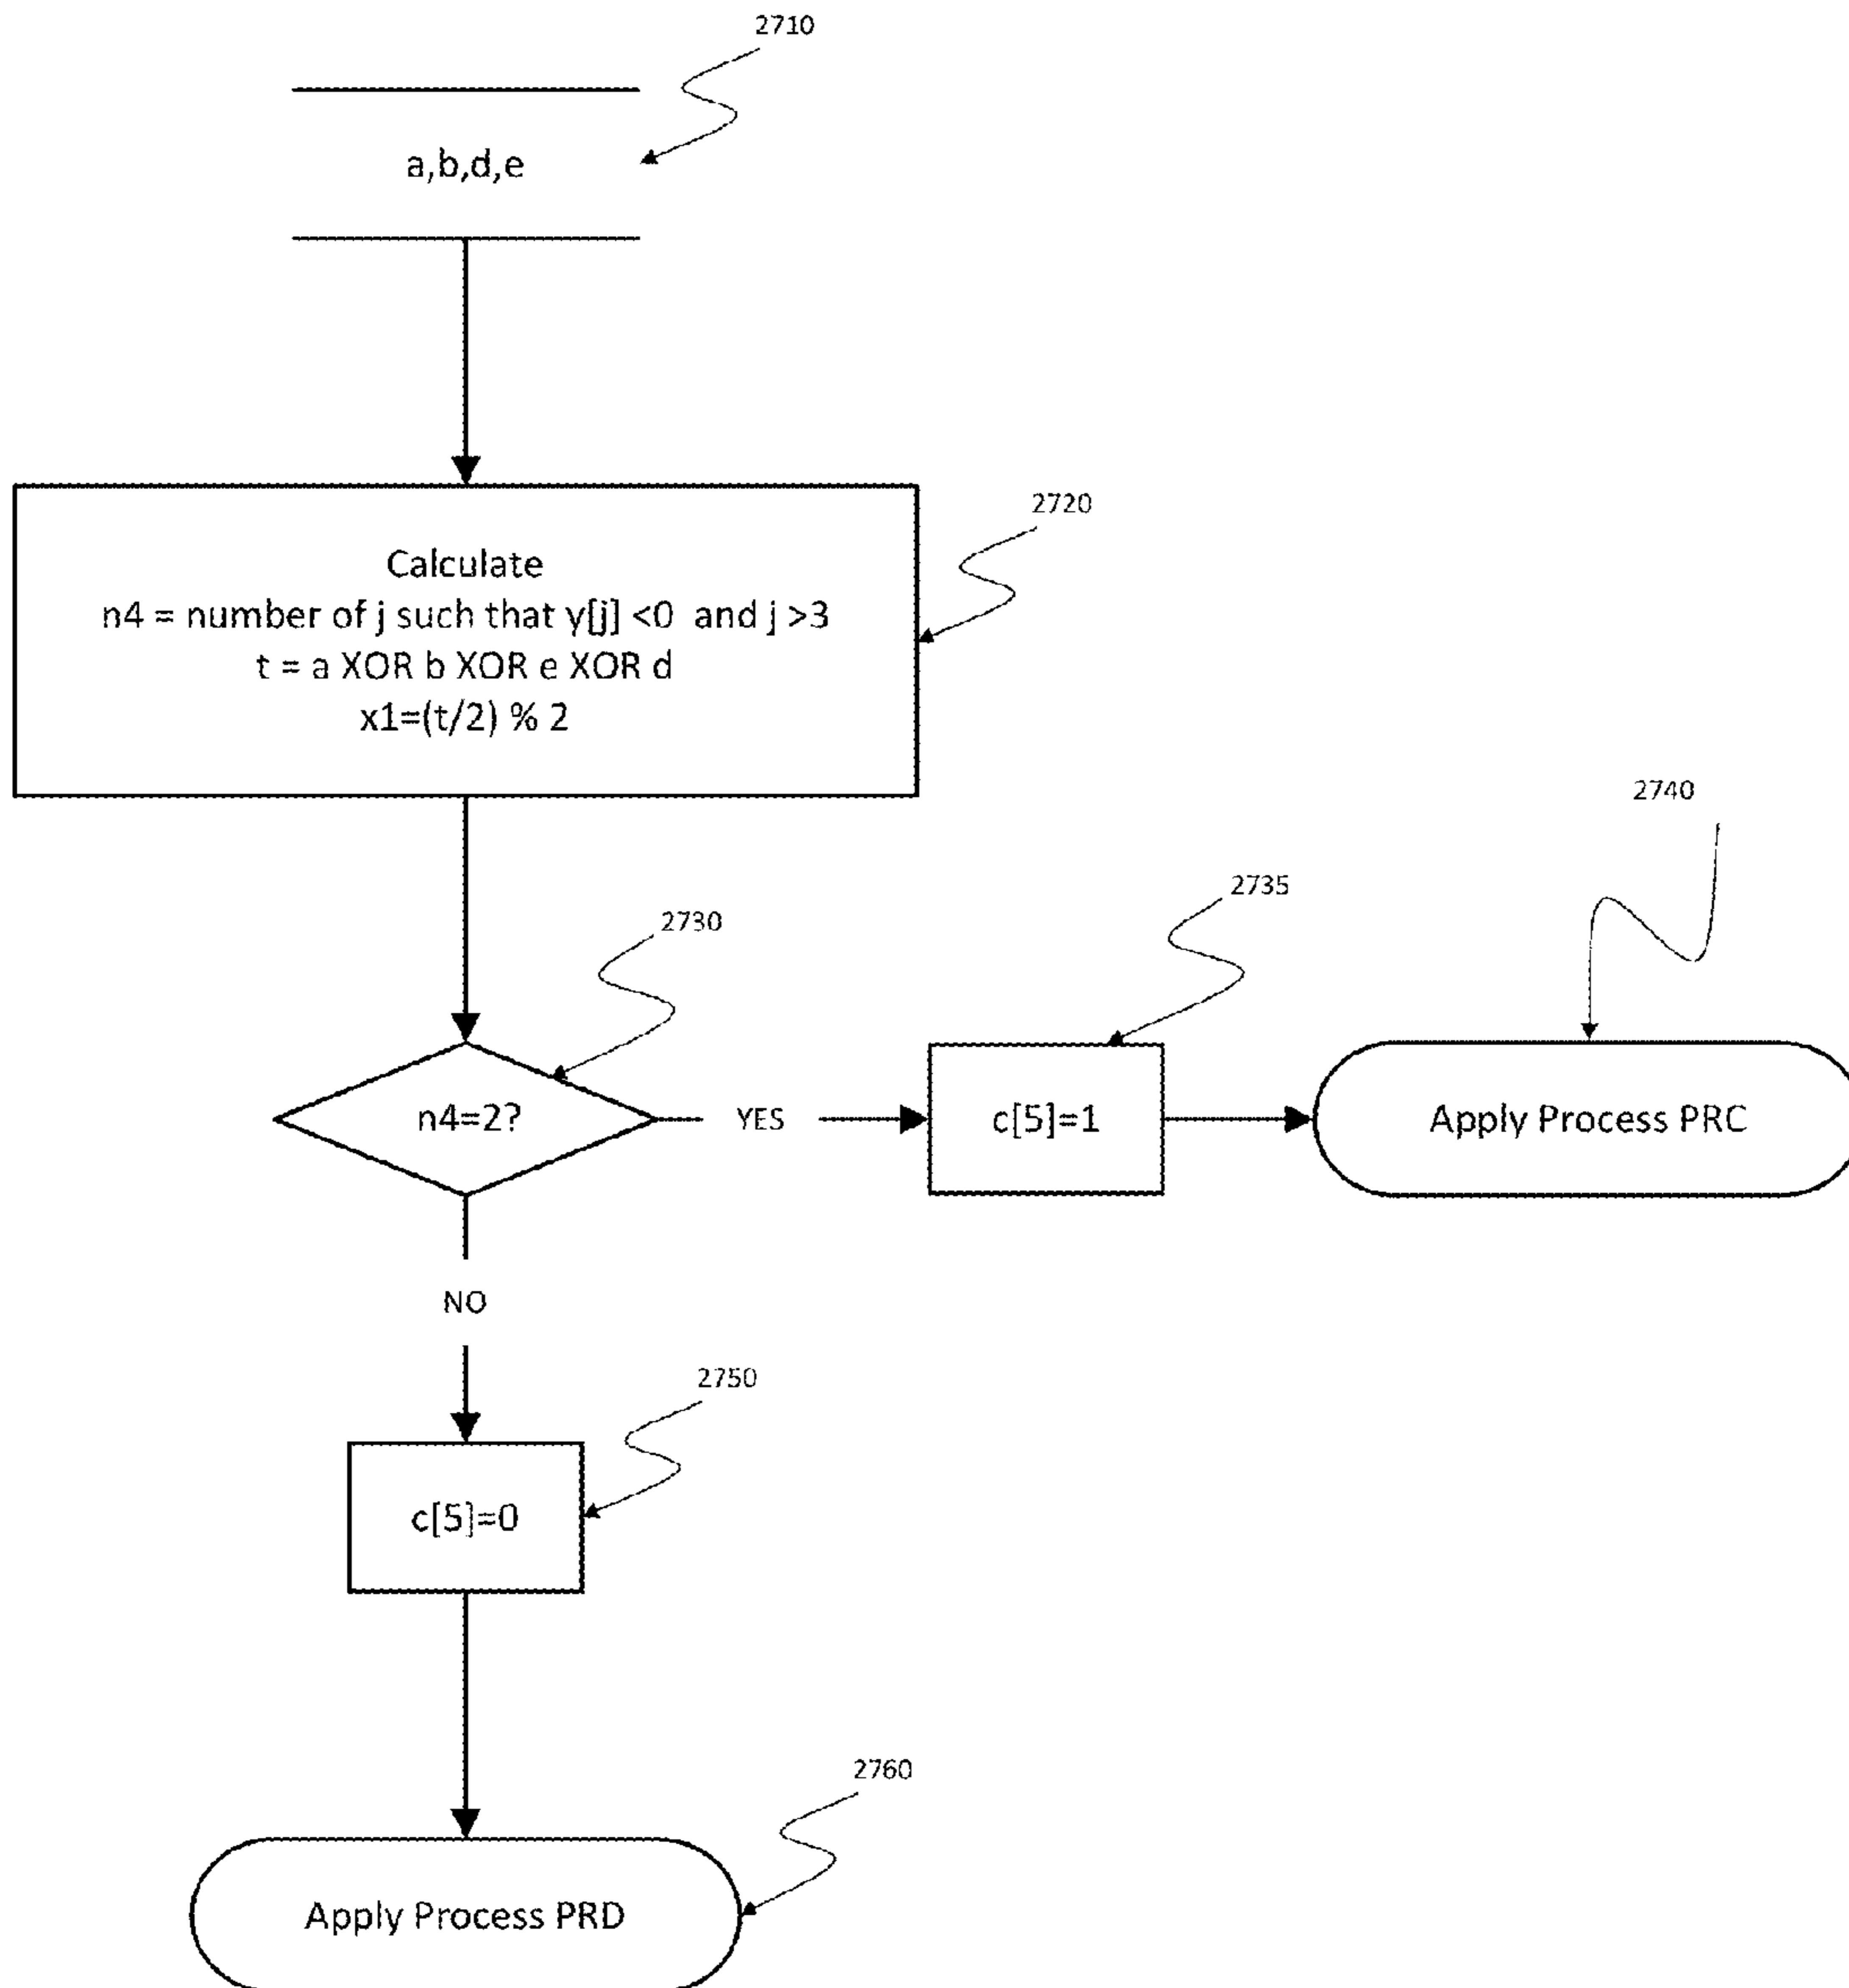 2710
a,b,d,e
2720
Calculate
n4 = number of j such that y[j] <0 and j >3
t = a XOR b XOR e XOR d
x1=(t/2) % 2
2740
2735
2730
n4=2?
YES
c[5]=1
Apply Process PRC
NO
2750
c[5]=0
2760
Apply Process PRD